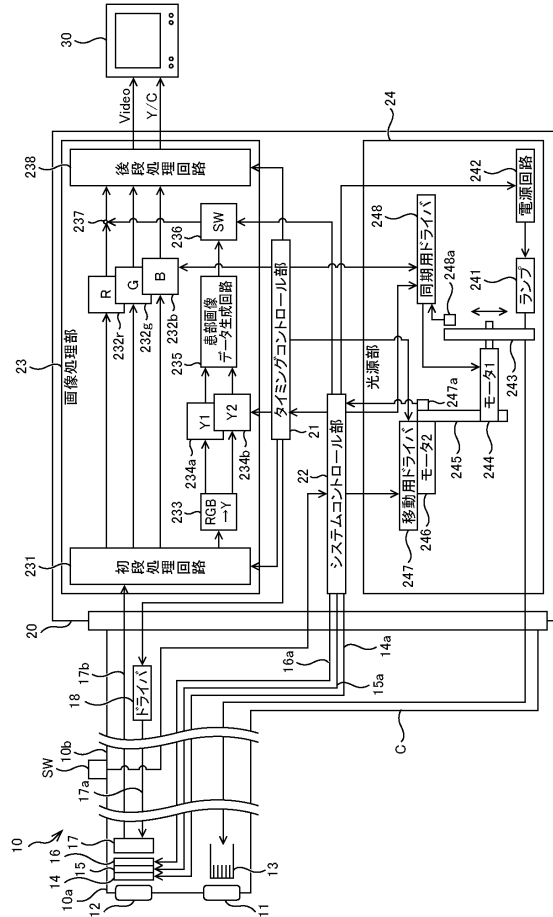 30
Video
Y/C
238
後段処理回路
237
236
SW
R
G
B
232r
232g
232b
患部画像
データ生成回路
235
23
画像処理部
Y1
Y2
234a
234b
233
RGB
→Y
231
初段処理回路
タイミングコントロール部
21
22
システムコントロール部
24
光源部
242
電源回路
248
同期用ドライバ
248a
241
ランプ
243
モータ1
244
245
247a
移動用ドライバ
モータ2
246
247
20
17b
18
ドライバ
16a
15a
14a
10b
SW
17a
C
10
17
16
15
14
10a
12
13
11